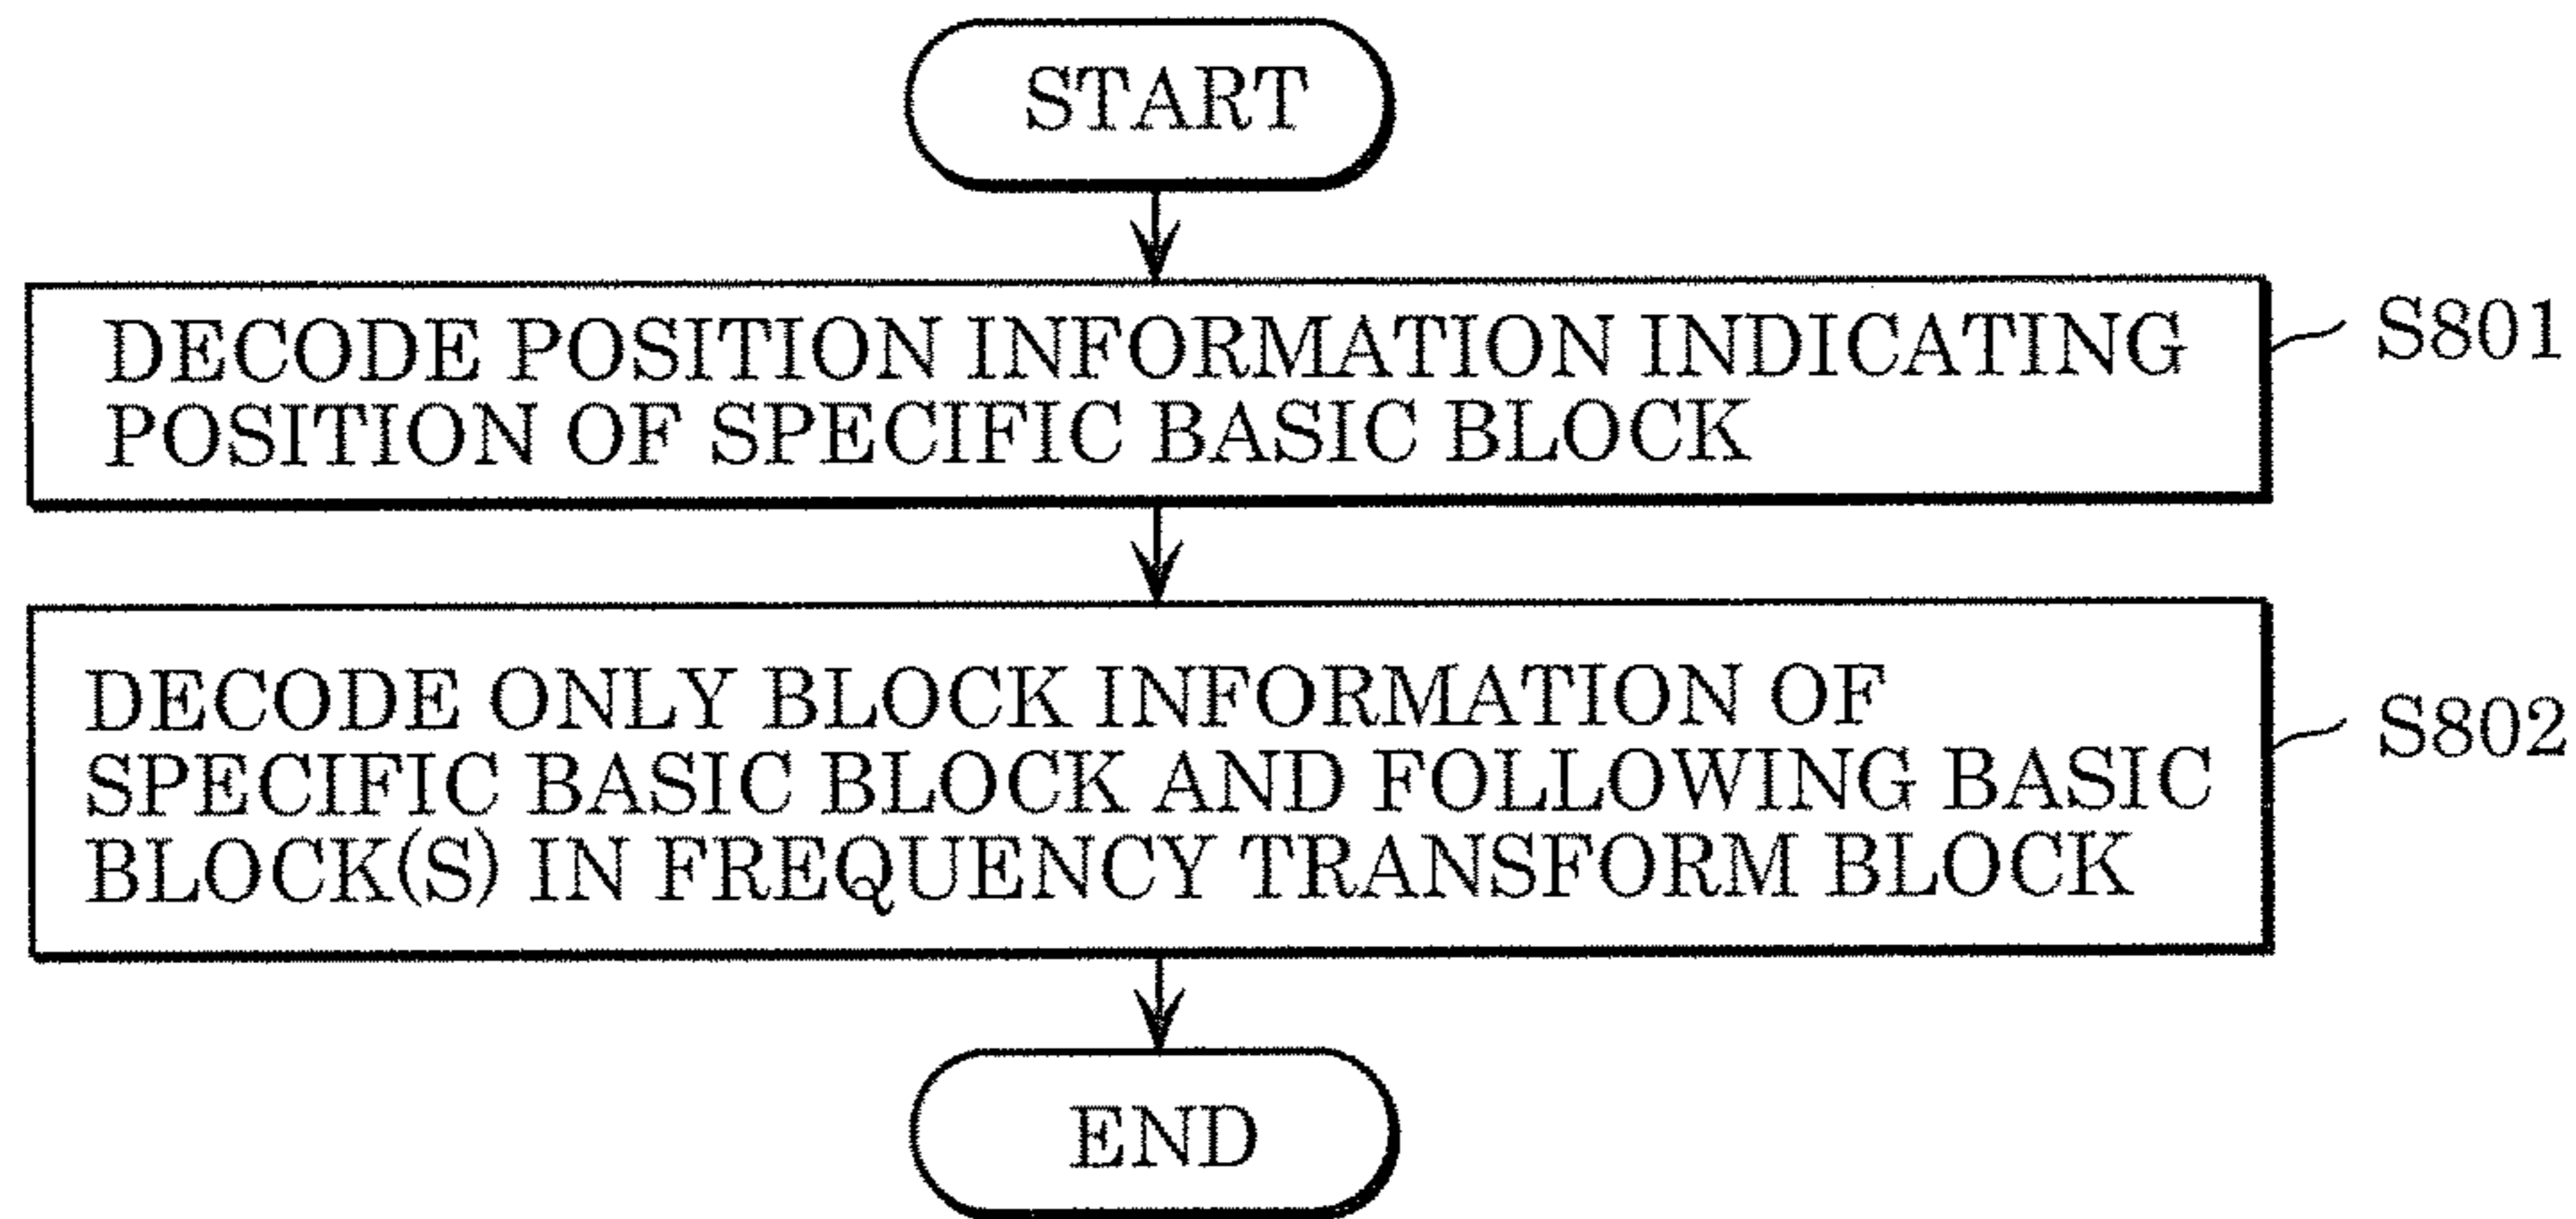 START
DECODE POSITION INFORMATION INDICATING
POSITION OF SPECIFIC BASIC BLOCK
S801
DECODE ONLY BLOCK INFORMATION OF
SPECIFIC BASIC BLOCK AND FOLLOWING BASIC
BLOCK(S) IN FREQUENCY TRANSFORM BLOCK
S802
END